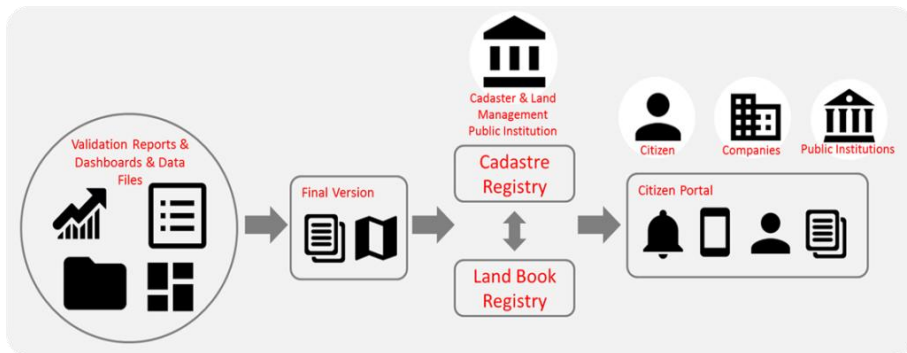 Validation Reports &
Dashboards & Data
Files
Final Version
Cadaster & Land
Management
Public Institution
Cadastre
Registry
Land Book
Registry
Citizen
Companies
Public Institutions
Citizen Portal